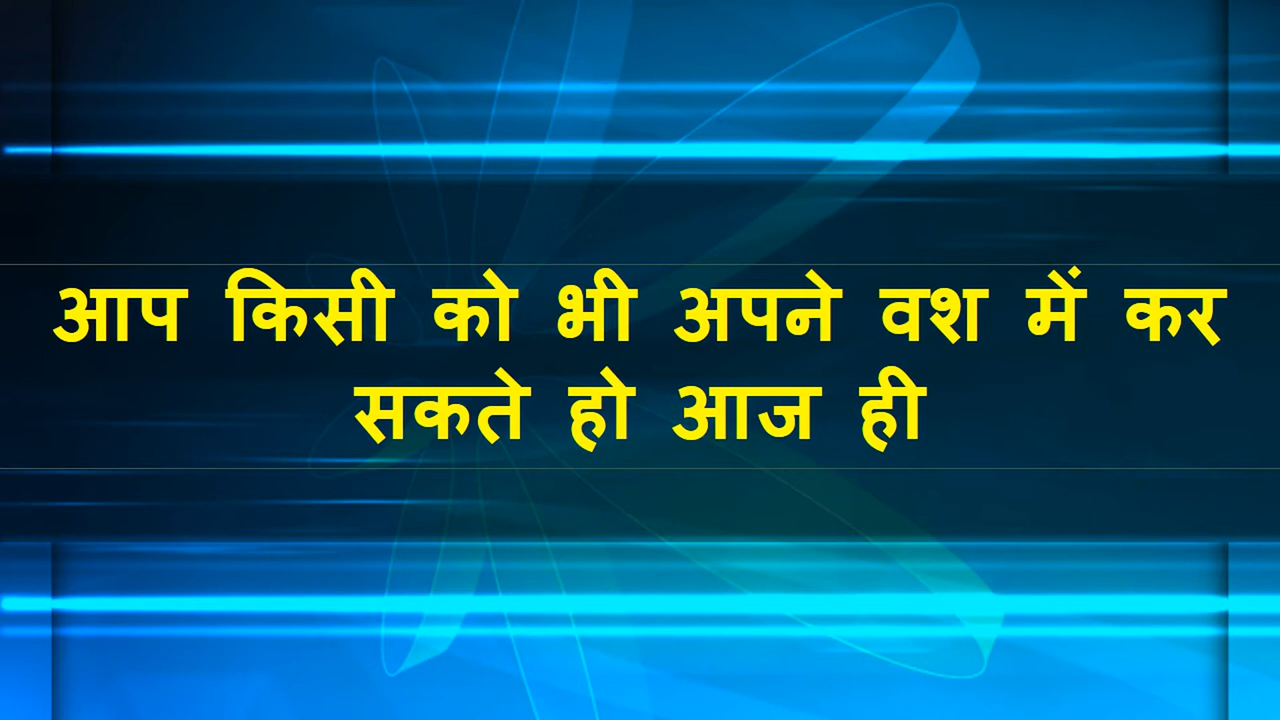 आप किसी को भी अपने वश में कर
सकते हो आज ही